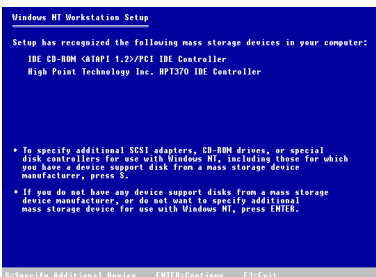 Windows NT Workstation Setup
Setup has recognized the following mass storage devices in your computer:
IDE CD-ROM (ATAPI 1.2)/PCI IDE Controller
High Point Technology Inc. HPT370 IDE Controller
• To specify additional SCSI adapters, CD-ROM drives, or special
disk controllers for use with Windows NT, including those for which
you have a device support disk from a mass storage device
manufacturer, press S.
• If you do not have any device support disks from a mass storage
device manufacturer, or do not want to specify additional
mass storage device for use with Windows NT, press ENTER.
S=Specify Additional Device ENTER=Continue F3=Exit